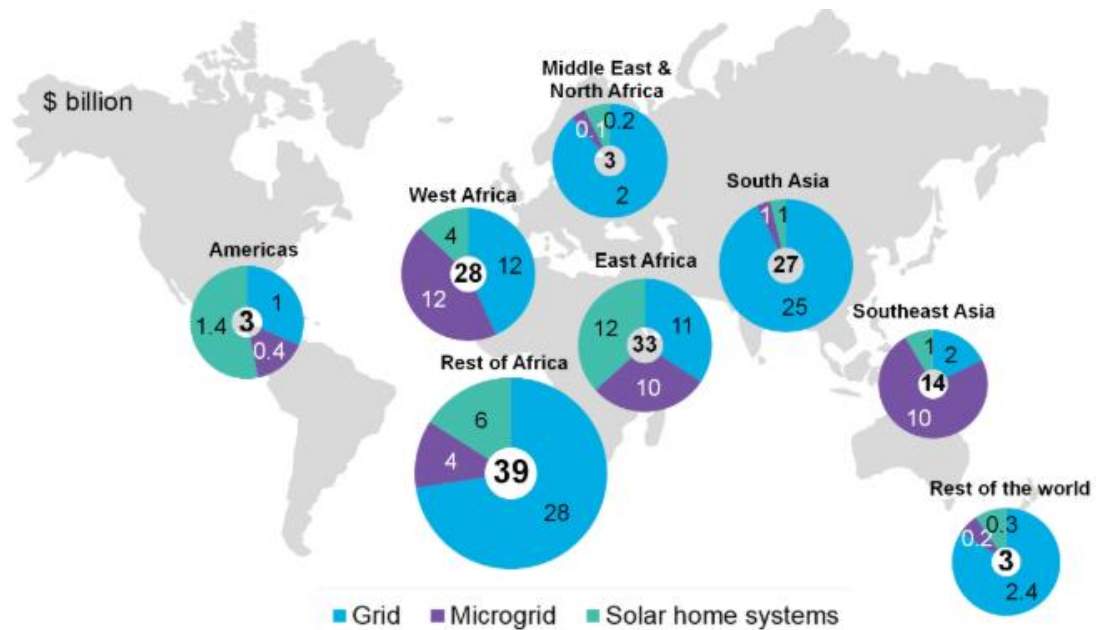 $ billion
Middle East &
North Africa
0.1
0.2
3
2
West Africa
4
28
12
12
South Asia
1
1
27
25
Americas
1
1.4
3
0.4
East Africa
12
11
33
10
Southeast Asia
1
2
14
10
Rest of Africa
6
4
39
28
Rest of the world
0.3
0.2
3
2.4
Grid
Microgrid
Solar home systems